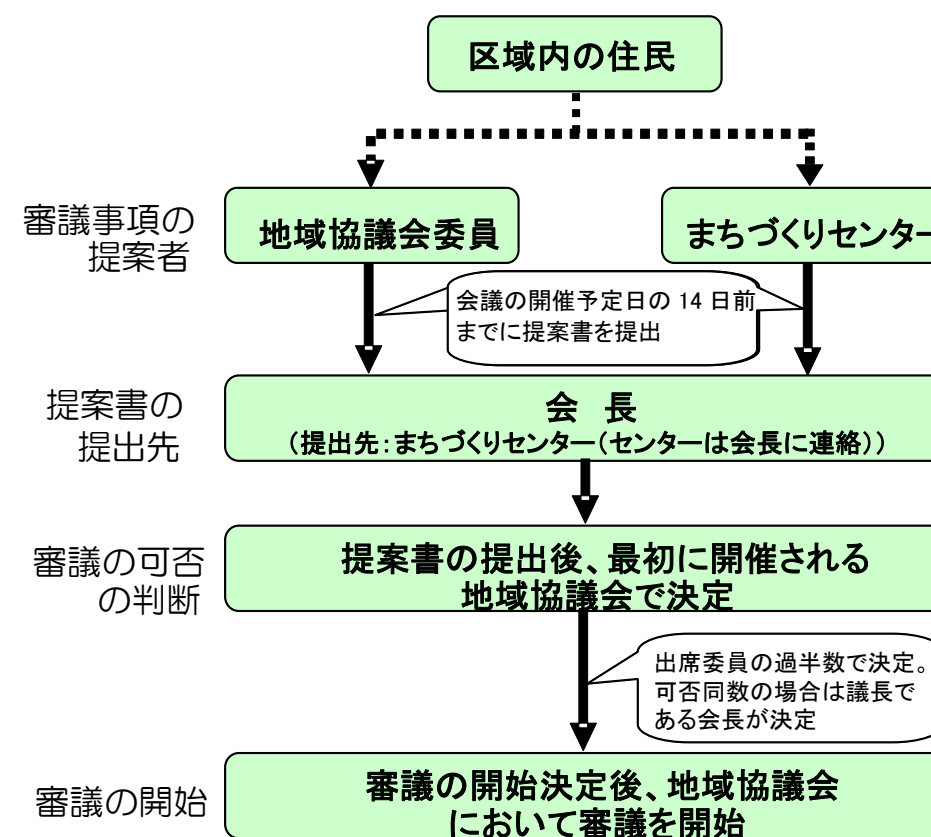 区域内の住民
審議事項の
提案者
地域協議会委員
まちづくりセンター
会議の開催予定日の 14 日前
までに提案書を提出
提案書の
提出先
会 長
(提出先:まちづくりセンター(センターは会長に連絡))
審議の可否
の判断
提案書の提出後、最初に開催される
地域協議会で決定
出席委員の過半数で決定。
可否同数の場合は議長で
ある会長が決定
審議の開始
審議の開始決定後、地域協議会
において審議を開始